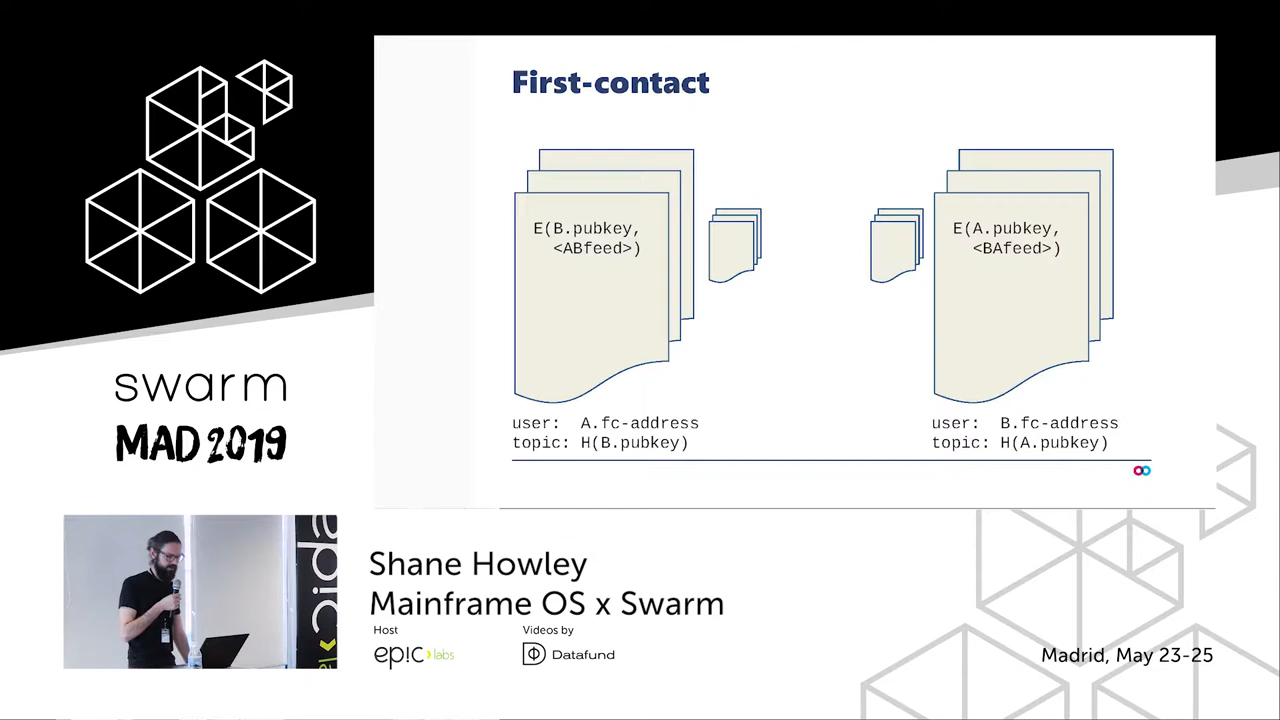 First-contact
E(B.pubkey,
<ABfeed>)
E(A.pubkey,
<BAfeed>)
user: A.fc-address
topic: H(B.pubkey)
user: B.fc-address
topic: H(A.pubkey)
swarm
MAD 2019
Shane Howley
Mainframe OS x Swarm
Host
Videos by
epic labs
Datafund
Madrid, May 23-25